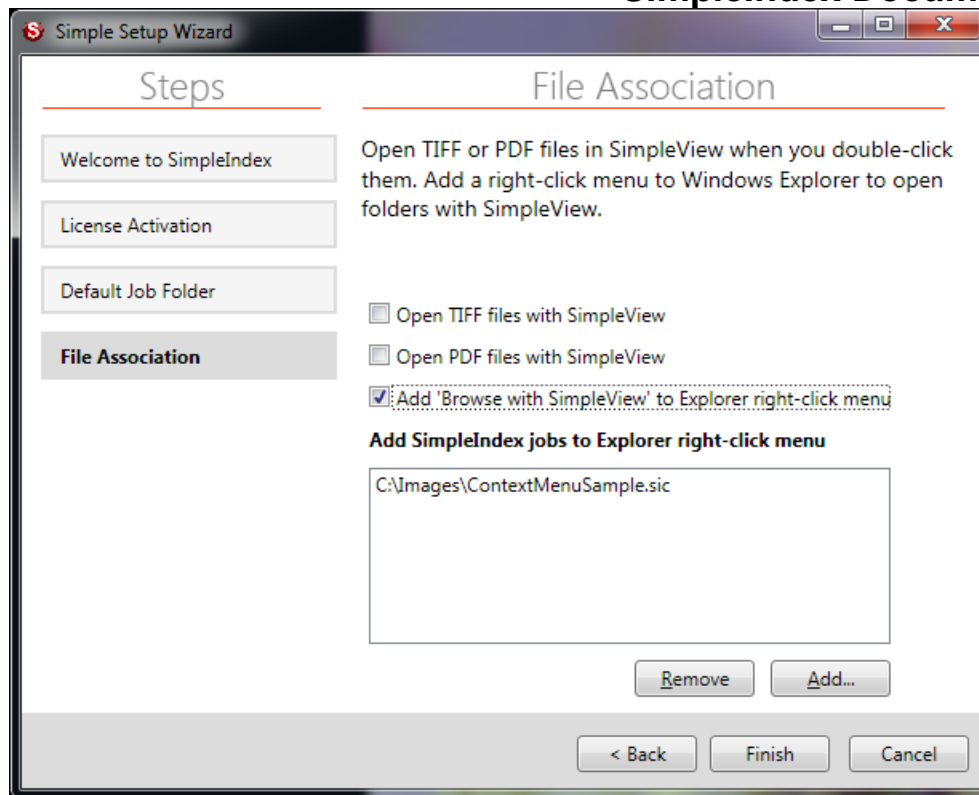 Simple Setup Wizard
X
Steps
File Association
Welcome to SimpleIndex
License Activation
Default Job Folder
File Association
Open TIFF or PDF files in SimpleView when you double-click
them. Add a right-click menu to Windows Explorer to open
folders with SimpleView.
Open TIFF files with SimpleView
Open PDF files with SimpleView
Add 'Browse with SimpleView' to Explorer right-click menu
Add SimpleIndex jobs to Explorer right-click menu
C:\Images\ContextMenuSample.sic
Remove
Add...
< Back
Finish
Cancel